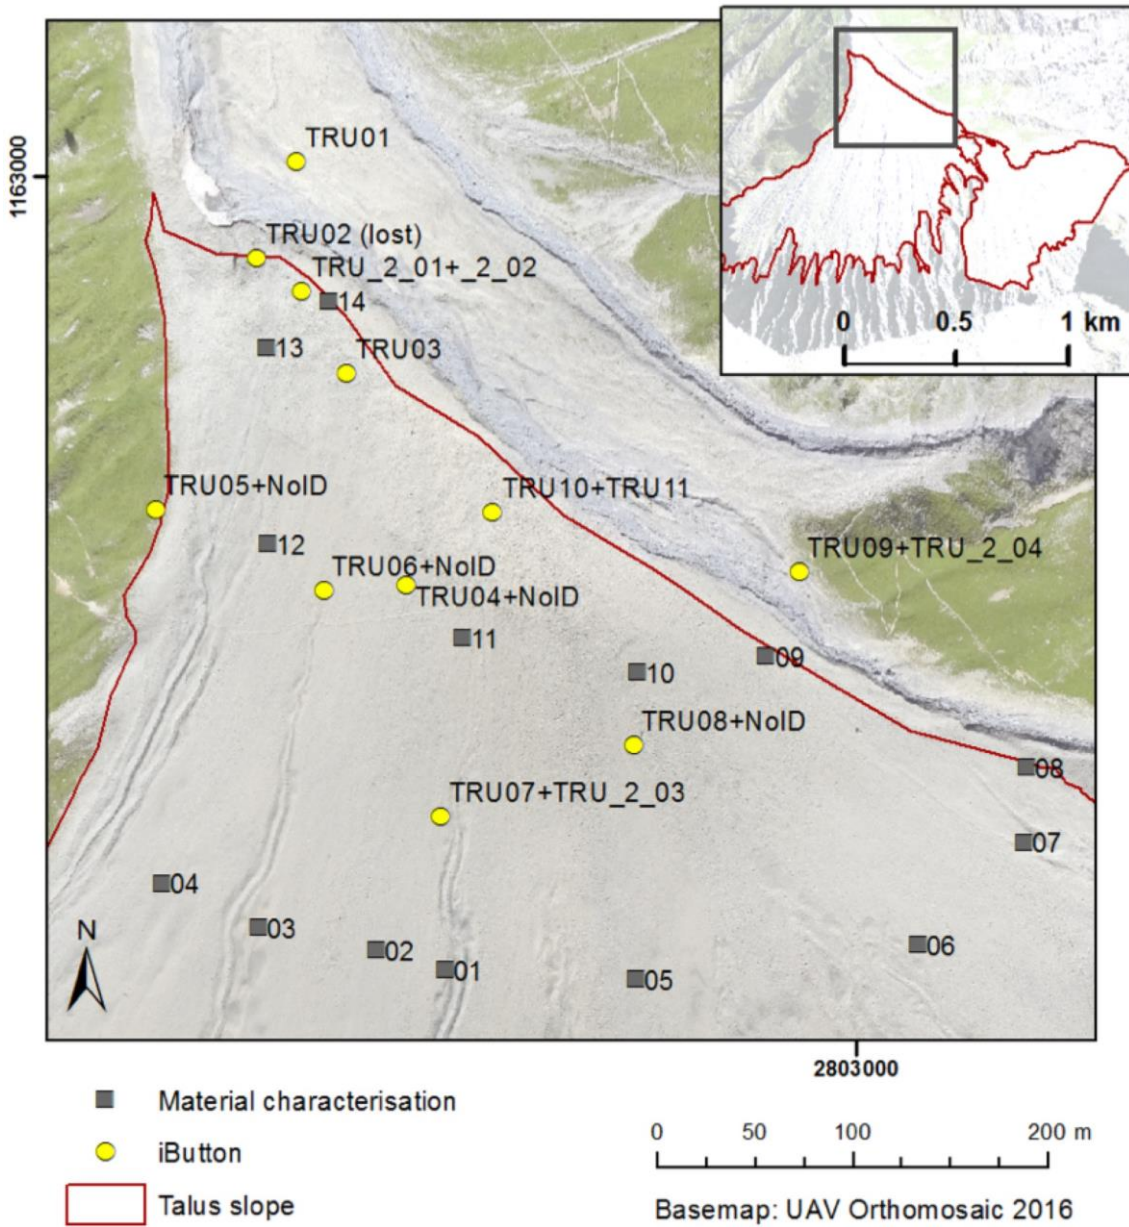 1163000
TRU01
TRU02 (lost)
TRU_2_01+_2_02
14
13
TRU03
0 0.5 1 km
TRU05+NoID
TRU10+TRU11
12
TRU06+NoID
TRU04+NoID
TRU09+TRU_2_04
11
10
09
TRU08+NoID
08
TRU07+TRU_2_03
07
04
03
02
01
05
06
N
2803000
Material characterisation
iButton
Talus slope
0 50 100 200 m
Basemap: UAV Orthomosaic 2016